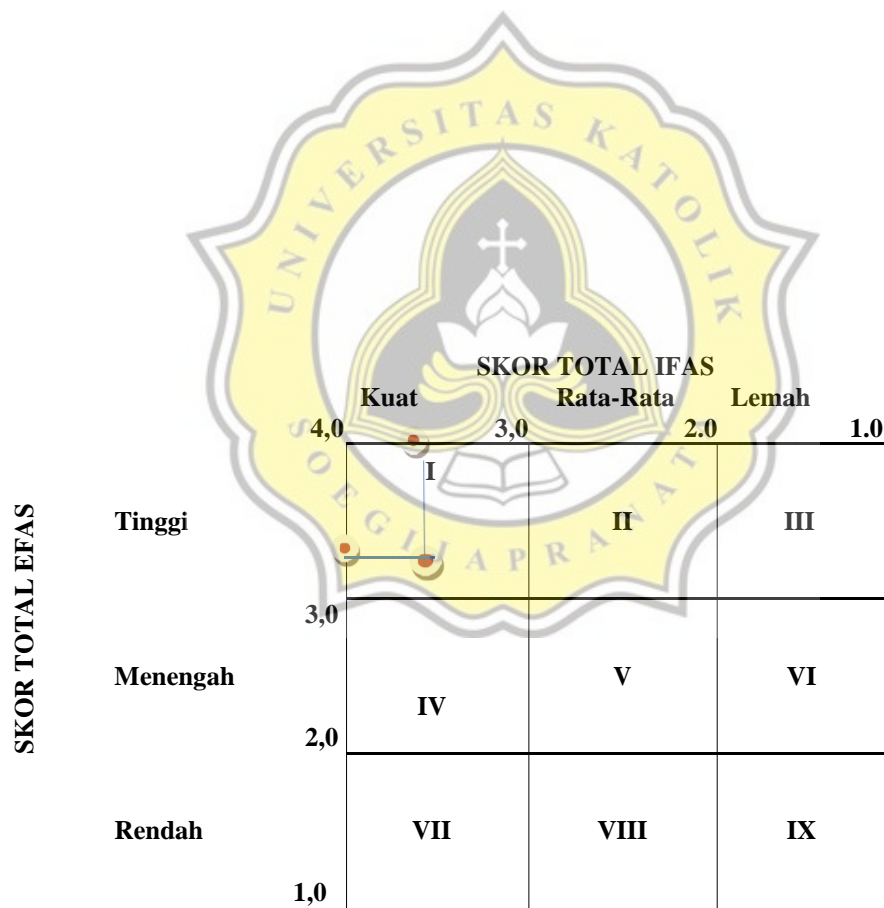 UNIVERSITAS KATOLIK
SOEGIJAPRANATA
SKOR TOTAL IFAS
Kuat Rata-Rata Lemah
4,0 3,0 2.0 1.0
I
Tinggi II III
3,0
SKOR TOTAL EFAS
Menengah V VI
IV
2,0
Rendah VII VIII IX
1,0